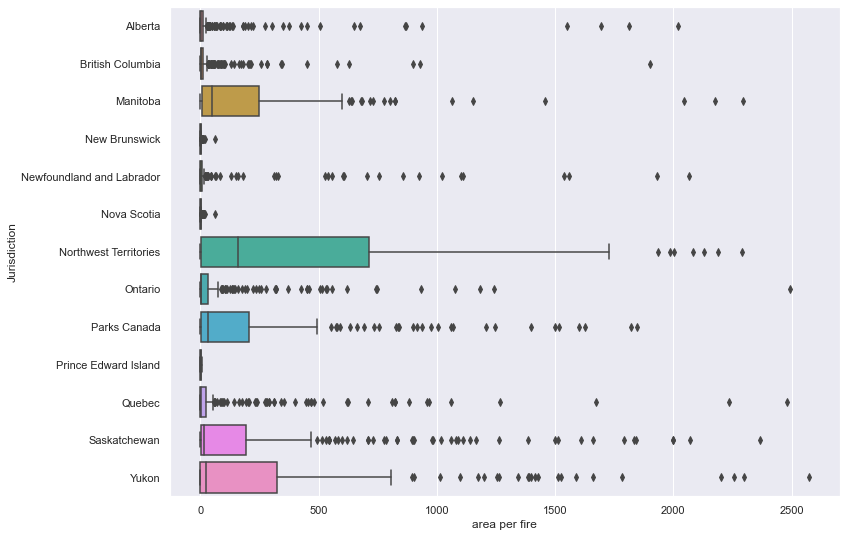 Alberta
British Columbia
Manitoba
New Brunswick
Newfoundland and Labrador
Nova Scotia
Northwest Territories
Ontario
Parks Canada
Prince Edward Island
Quebec
Saskatchewan
Yukon
Jurisdiction
0 500 1000 1500 2000 2500
area per fire